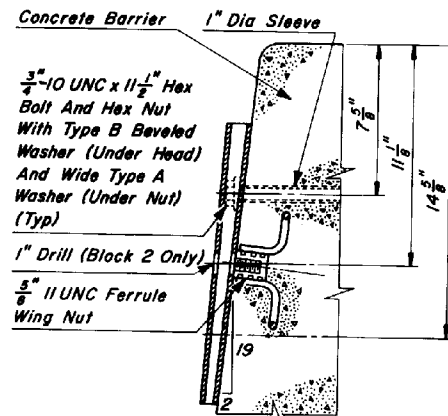 Concrete Barrier
1" Dia Sleeve
3/4"-10 UNC x 11 1/2" Hex
Bolt And Hex Nut
With Type B Beveled
Washer (Under Head)
And Wide Type A
Washer (Under Nut)
(Typ)
1" Drill (Block 2 Only)
5/8" 11 UNC Ferrule
Wing Nut
7 5/8"
11 1/8"
14 5/8"
19
2